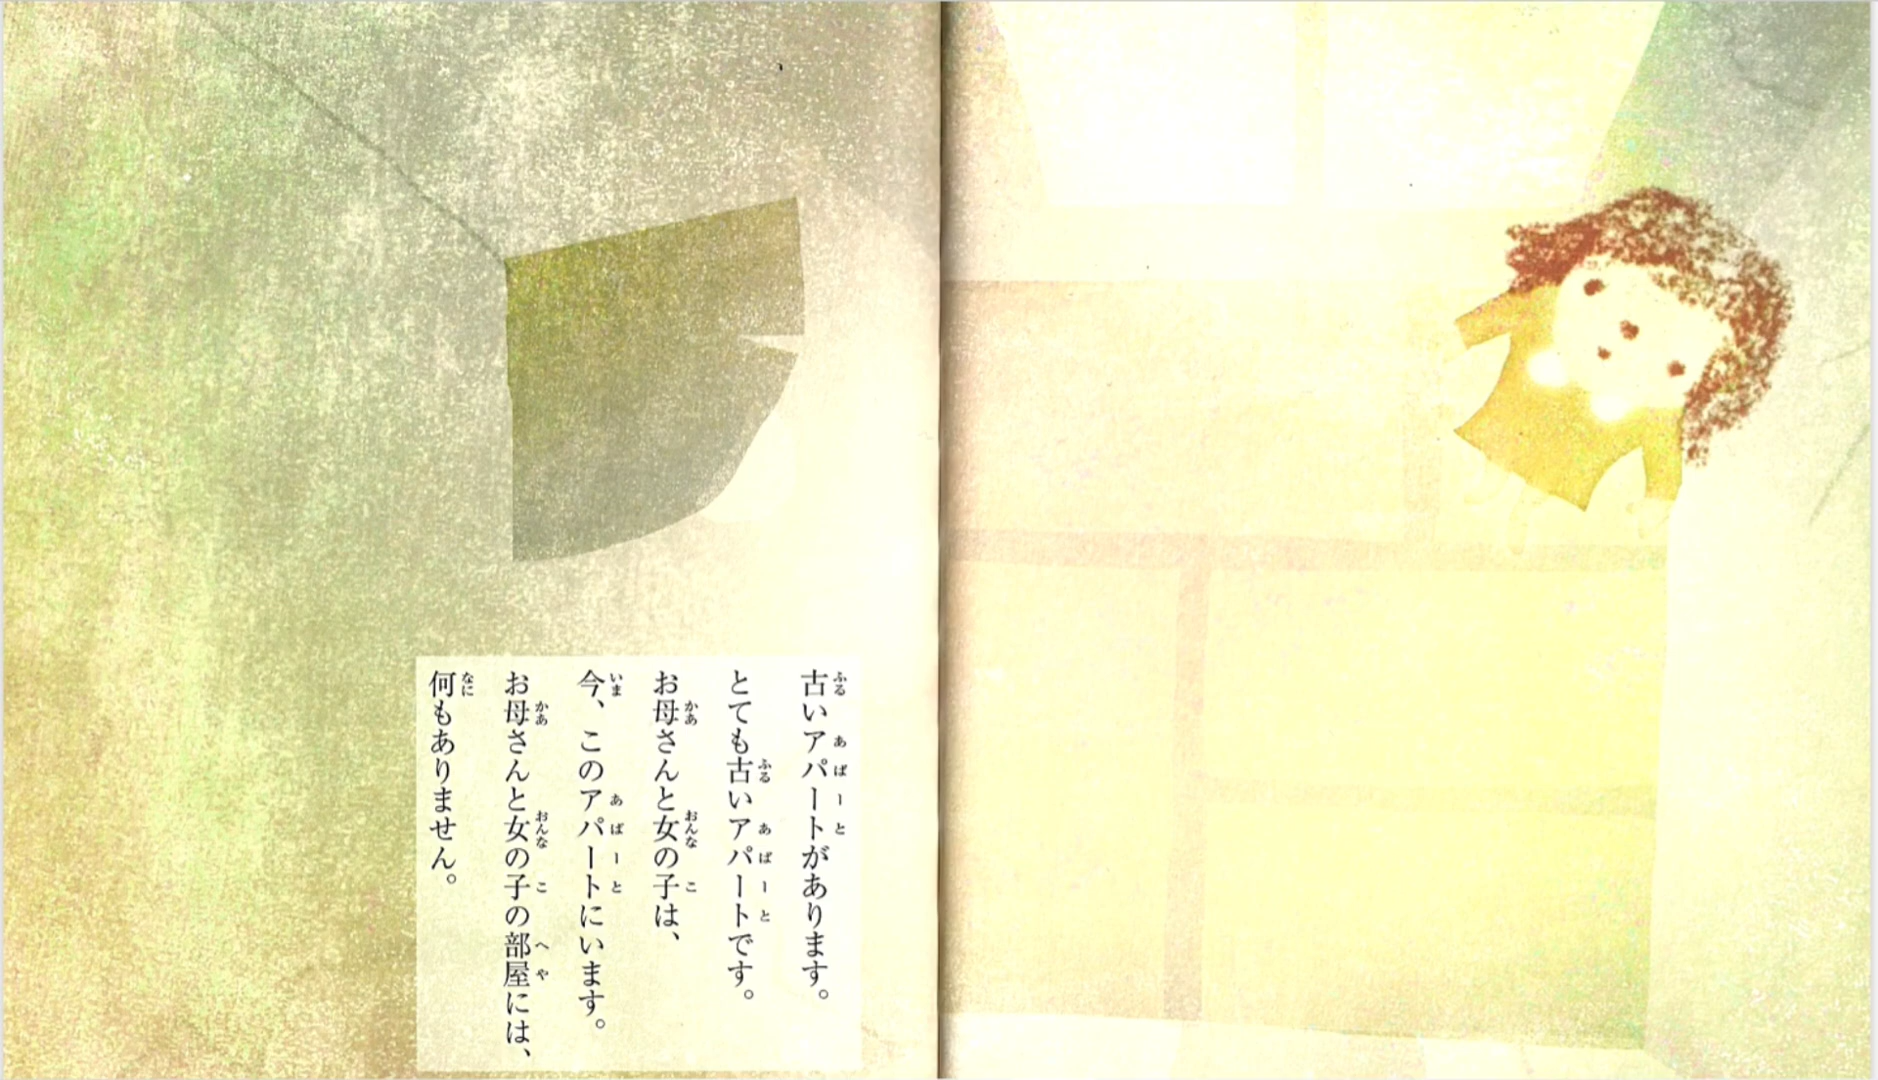 古いアパートがあります。
とても古いアパートです。
お母さんと女の子は、
今、このアパートにいます。
お母さんと女の子の部屋には、
何もありません。